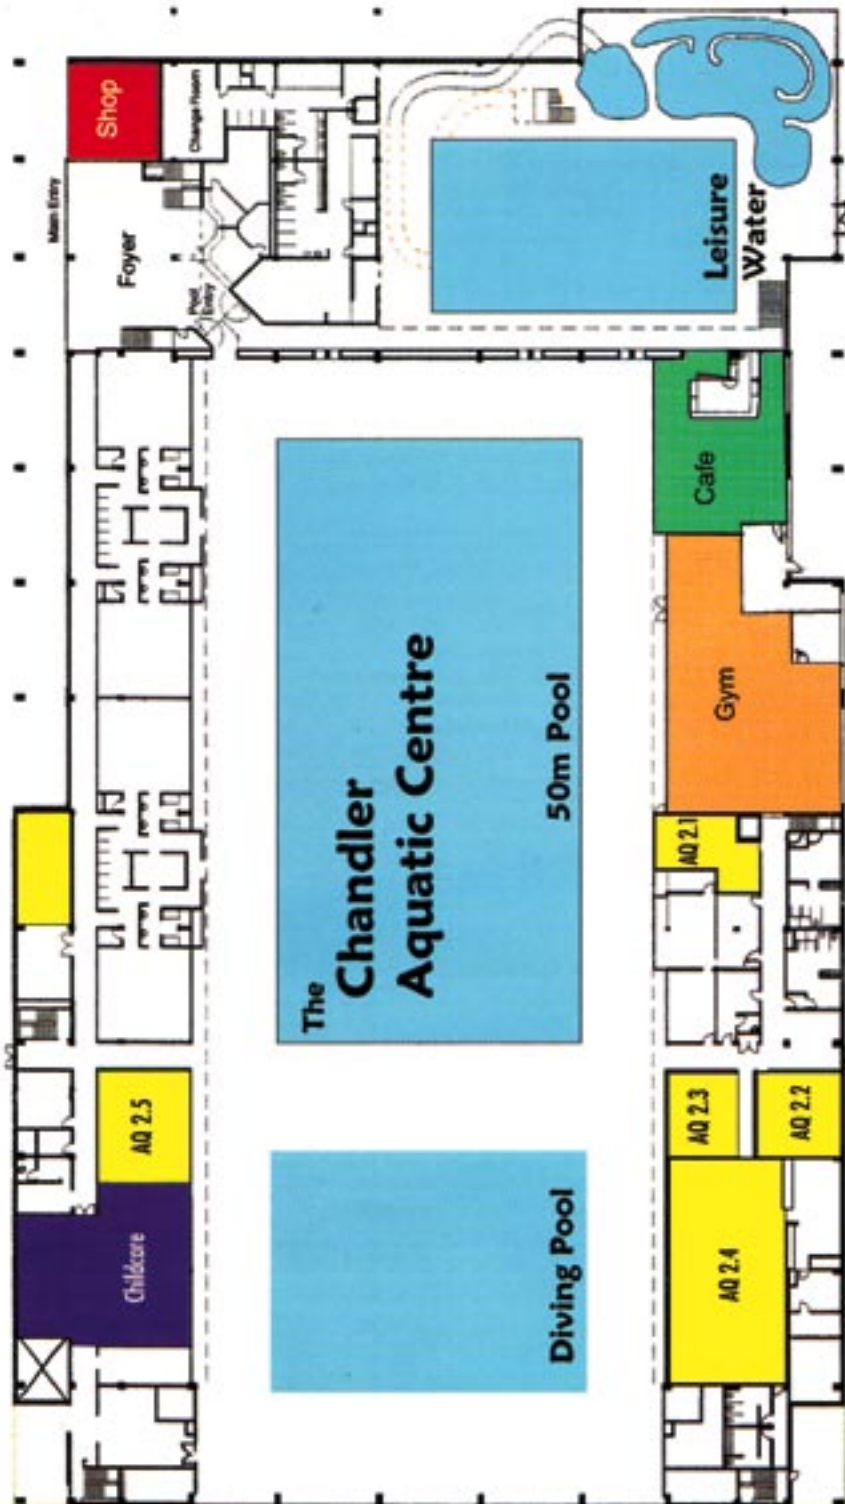 Shop
Change Room
Main Entry
Foyer
Pool
Entry
Leisure
Water
Cafe
Gym
The
Chandler
Aquatic Centre
50m Pool
AQ 2.1
AQ 2.5
AQ 2.3
AQ 2.2
Childcare
Diving Pool
AQ 2.4